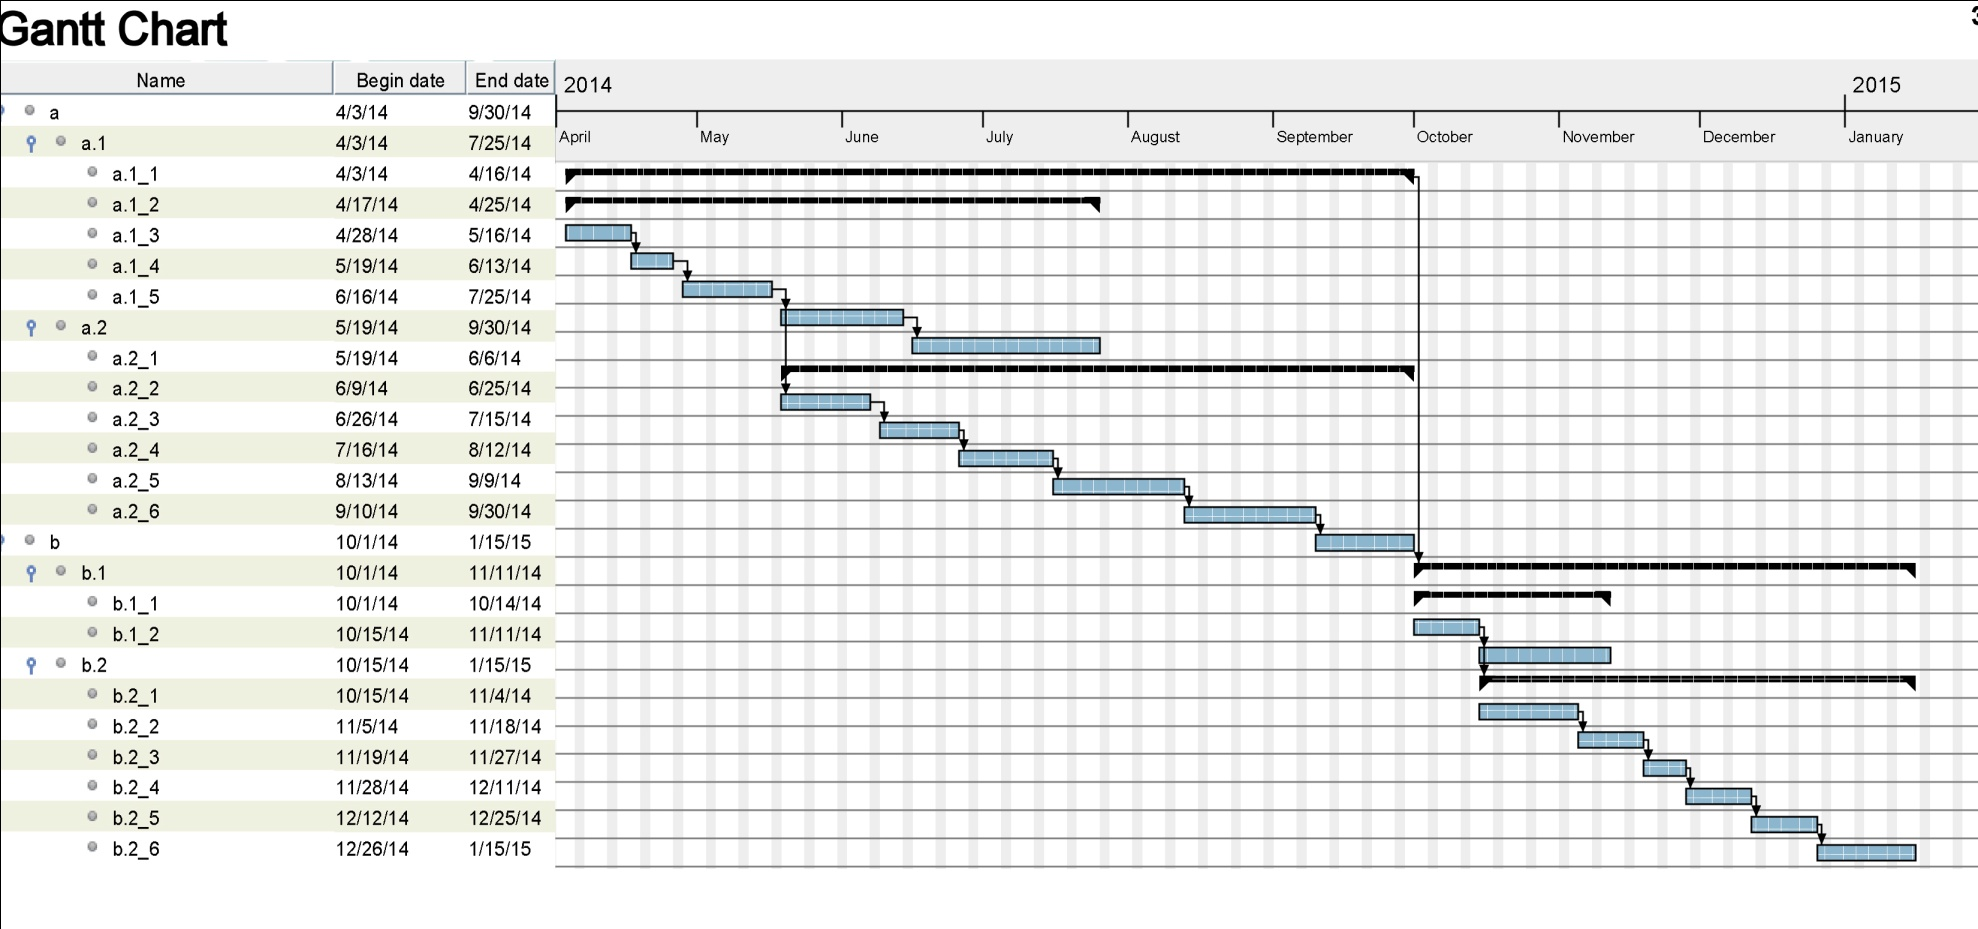 Gantt Chart
Name Begin date End date 2014 2015
April May June July August September October November December January
a 4/3/14 9/30/14
a.1 4/3/14 7/25/14
a.1_1 4/3/14 4/16/14
a.1_2 4/17/14 4/25/14
a.1_3 4/28/14 5/16/14
a.1_4 5/19/14 6/13/14
a.1_5 6/16/14 7/25/14
a.2 5/19/14 9/30/14
a.2_1 5/19/14 6/6/14
a.2_2 6/9/14 6/25/14
a.2_3 6/26/14 7/15/14
a.2_4 7/16/14 8/12/14
a.2_5 8/13/14 9/9/14
a.2_6 9/10/14 9/30/14
b 10/1/14 1/15/15
b.1 10/1/14 11/11/14
b.1_1 10/1/14 10/14/14
b.1_2 10/15/14 11/11/14
b.2 10/15/14 1/15/15
b.2_1 10/15/14 11/4/14
b.2_2 11/5/14 11/18/14
b.2_3 11/19/14 11/27/14
b.2_4 11/28/14 12/11/14
b.2_5 12/12/14 12/25/14
b.2_6 12/26/14 1/15/15